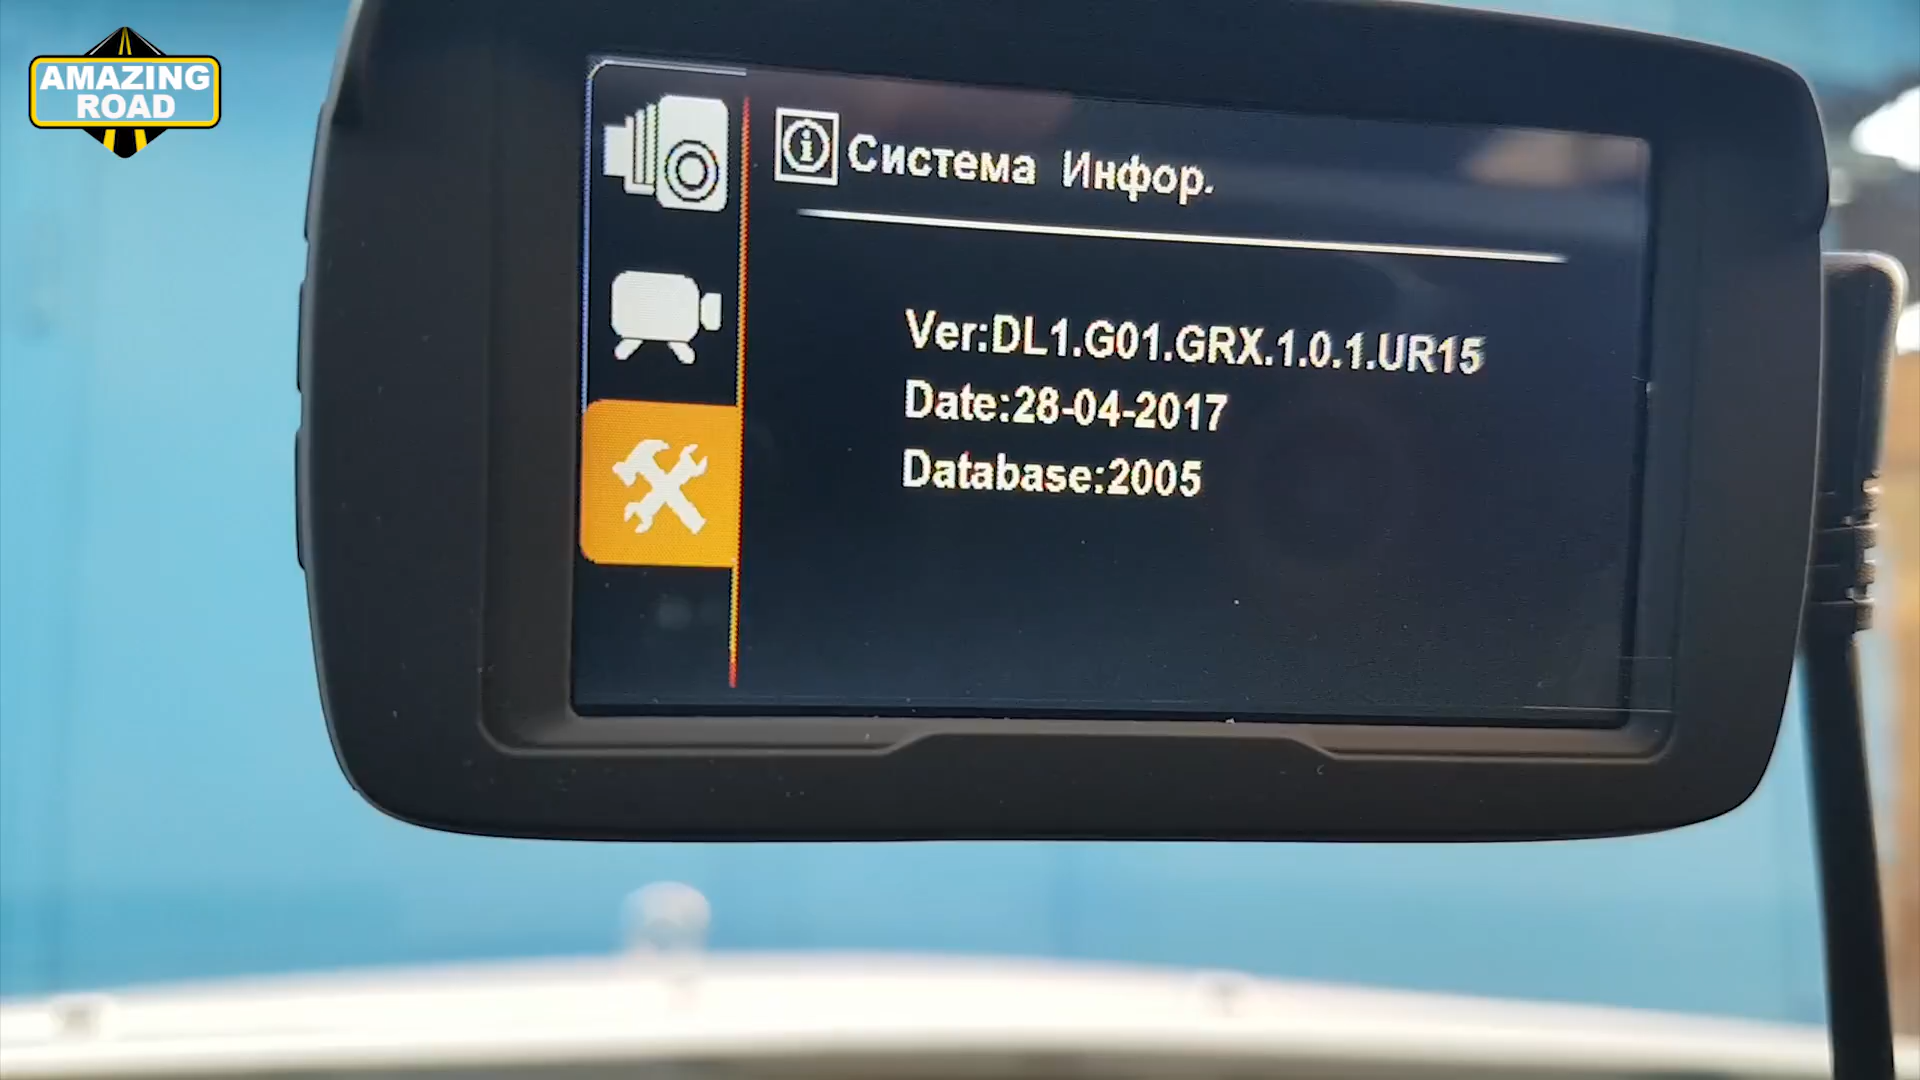 AMAZING
ROAD
Система Инфор.
Ver:DL1.G01.GRX.1.0.1.UR15
Date:28-04-2017
Database:2005